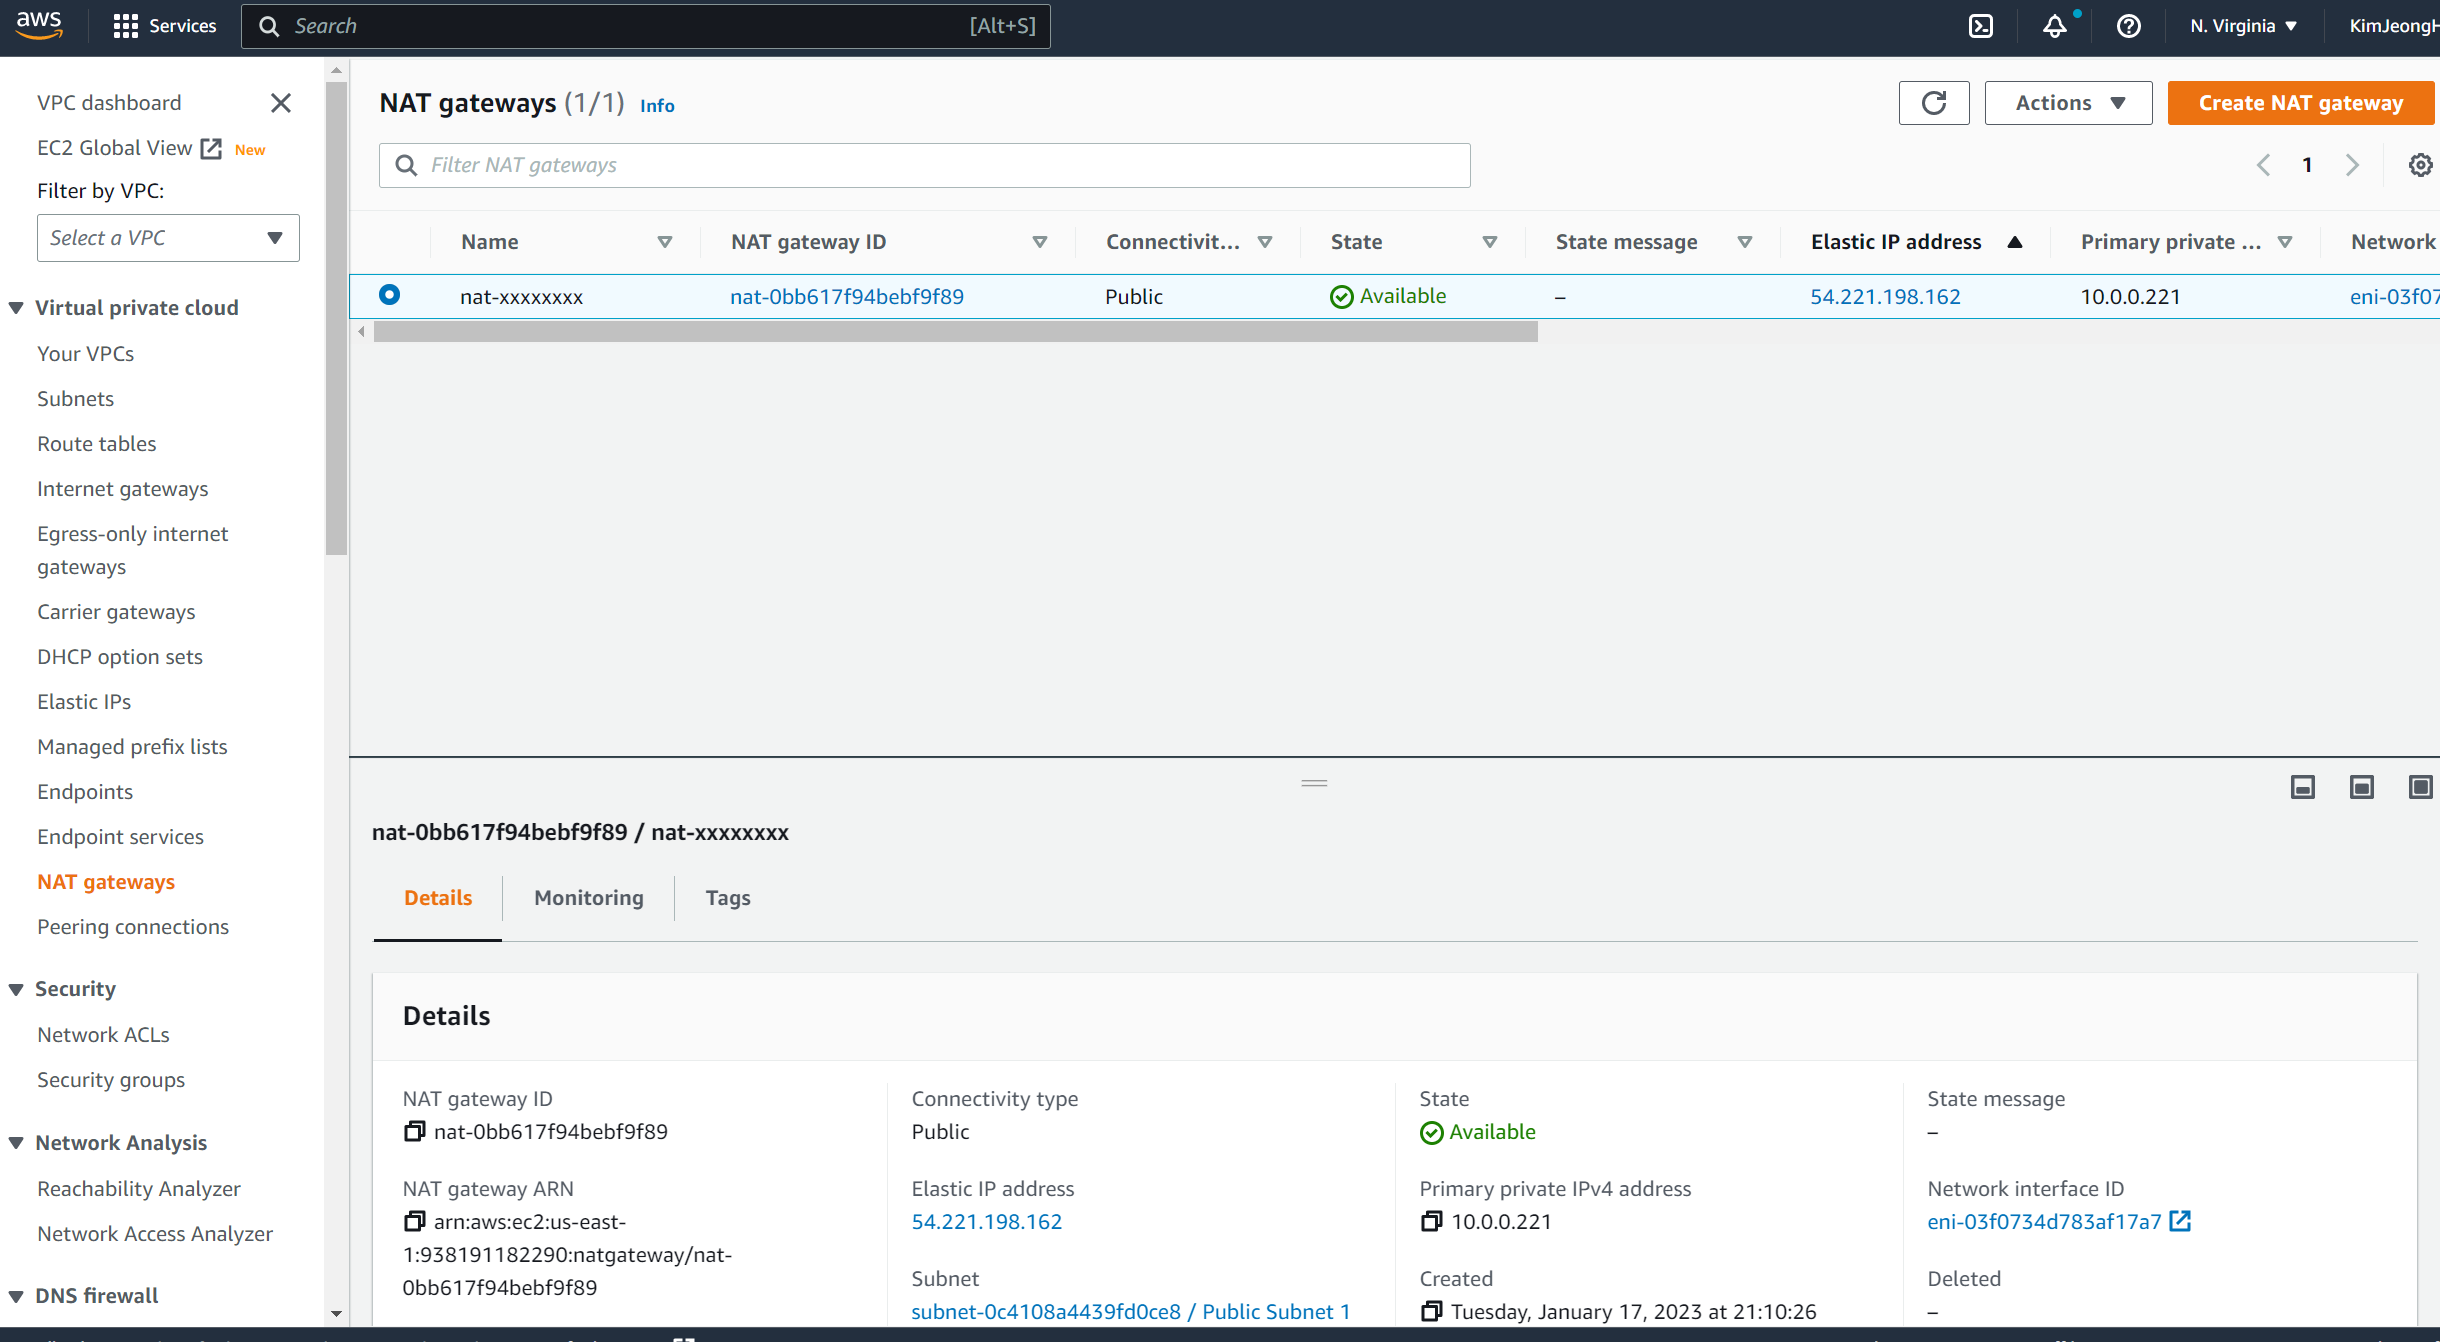 aws
Services
Search
[Alt+S]
N. Virginia
KimJeongH
VPC dashboard
EC2 Global View
New
Filter by VPC:
Select a VPC
Virtual private cloud
Your VPCs
Subnets
Route tables
Internet gateways
Egress-only internet
gateways
Carrier gateways
DHCP option sets
Elastic IPs
Managed prefix lists
Endpoints
Endpoint services
NAT gateways
Peering connections
Security
Network ACLs
Security groups
Network Analysis
Reachability Analyzer
Network Access Analyzer
DNS firewall
NAT gateways (1/1) Info
Actions
Create NAT gateway
Filter NAT gateways
1
Name
NAT gateway ID
Connectivit...
State
State message
Elastic IP address
Primary private ...
Network
nat-xxxxxxxx
nat-0bb617f94bebf9f89
Public
Available
–
54.221.198.162
10.0.0.221
eni-03f07
nat-0bb617f94bebf9f89 / nat-xxxxxxxx
Details
Monitoring
Tags
Details
NAT gateway ID
nat-0bb617f94bebf9f89
NAT gateway ARN
arn:aws:ec2:us-east-
1:938191182290:natgateway/nat-
0bb617f94bebf9f89
Connectivity type
Public
Elastic IP address
54.221.198.162
Subnet
subnet-0c4108a4439fd0ce8 / Public Subnet 1
State
Available
Primary private IPv4 address
10.0.0.221
Created
Tuesday, January 17, 2023 at 21:10:26
State message
–
Network interface ID
eni-03f0734d783af17a7
Deleted
–